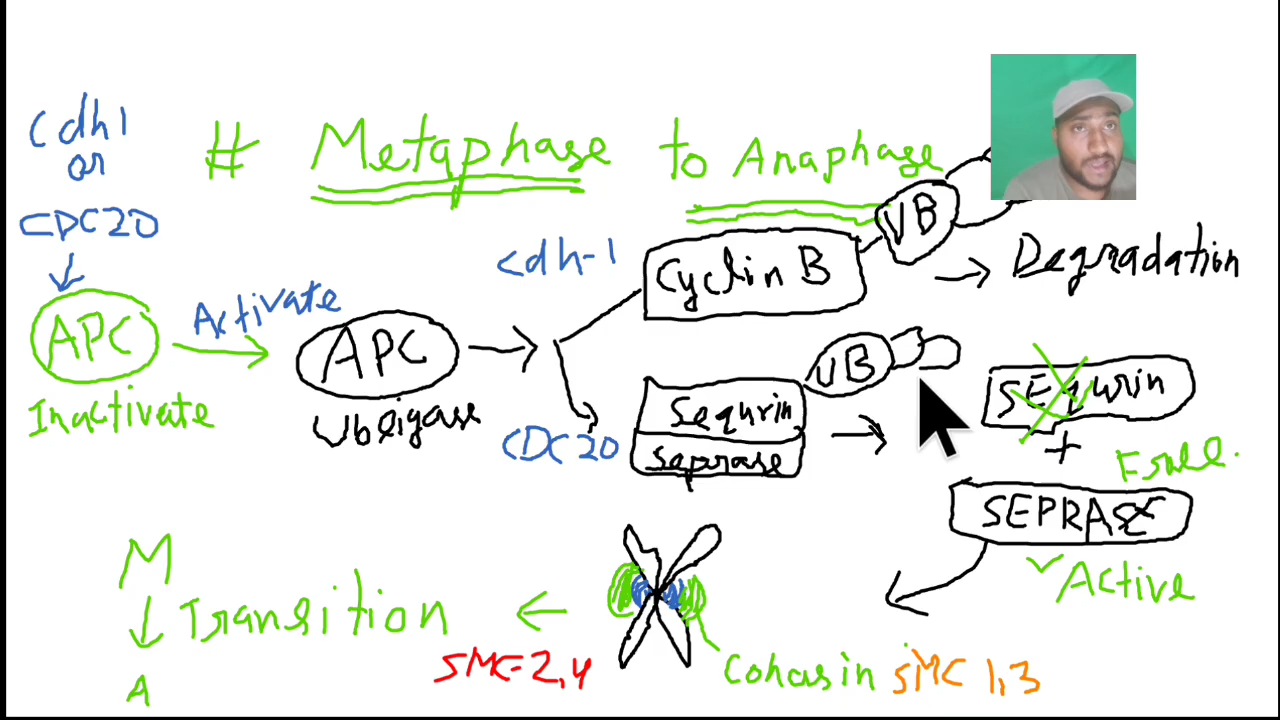 Cdh1
or
CDC20
# Metaphase to Anaphase
APC
Inactivate
Activate
APC
Ubligase
Cdh-1
Cyclin B
UB
Degradation
CDC20
Sequrin
Seprase
UB
SEqurin
+
Free.
SEPRASE
Active
M
Transition
A
SMC-2,4
Cohasin SMC 1,3